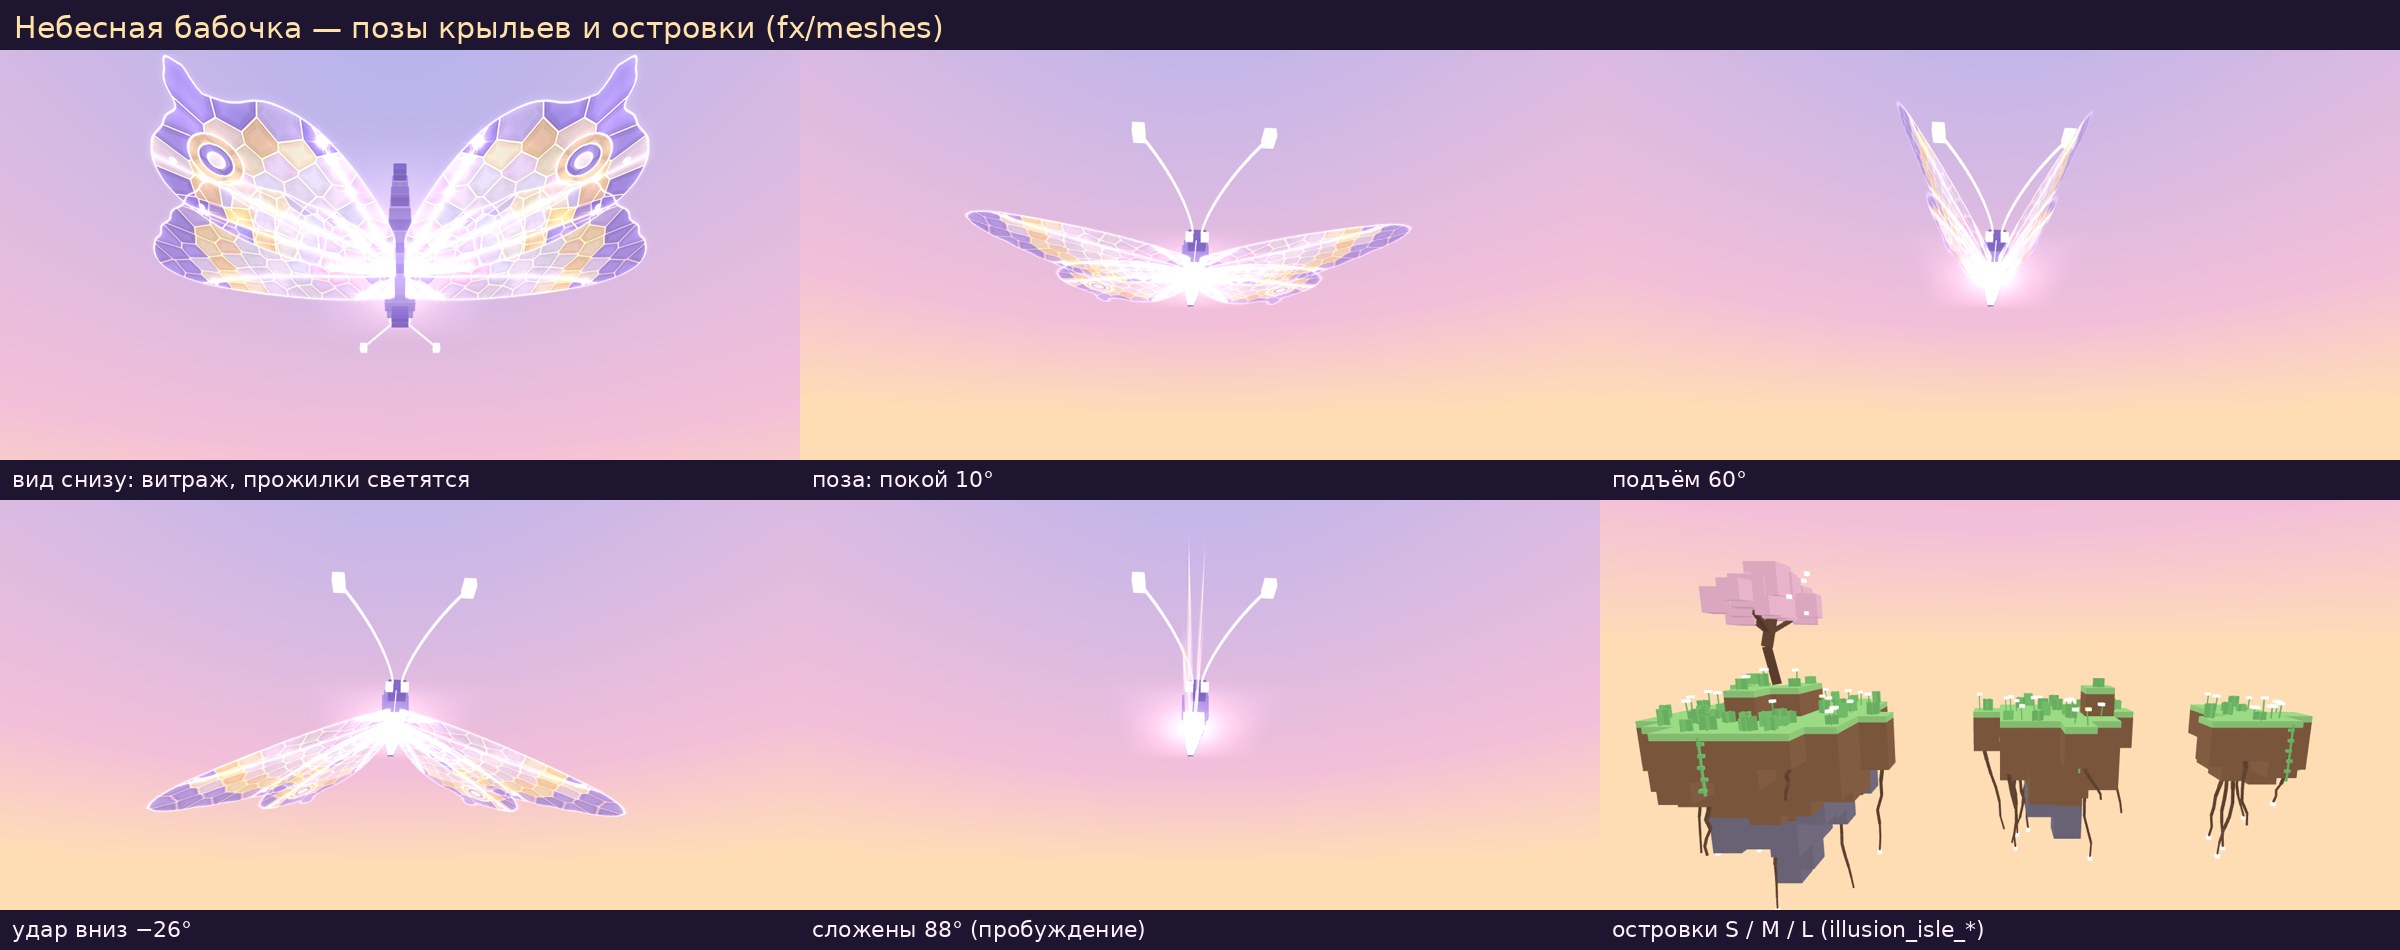 Небесная бабочка — позы крыльев и островки (fx/meshes)
вид снизу: витраж, прожилки светятся
поза: покой 10°
подъём 60°
удар вниз −26°
сложены 88° (пробуждение)
островки S / M / L (illusion_isle_*)